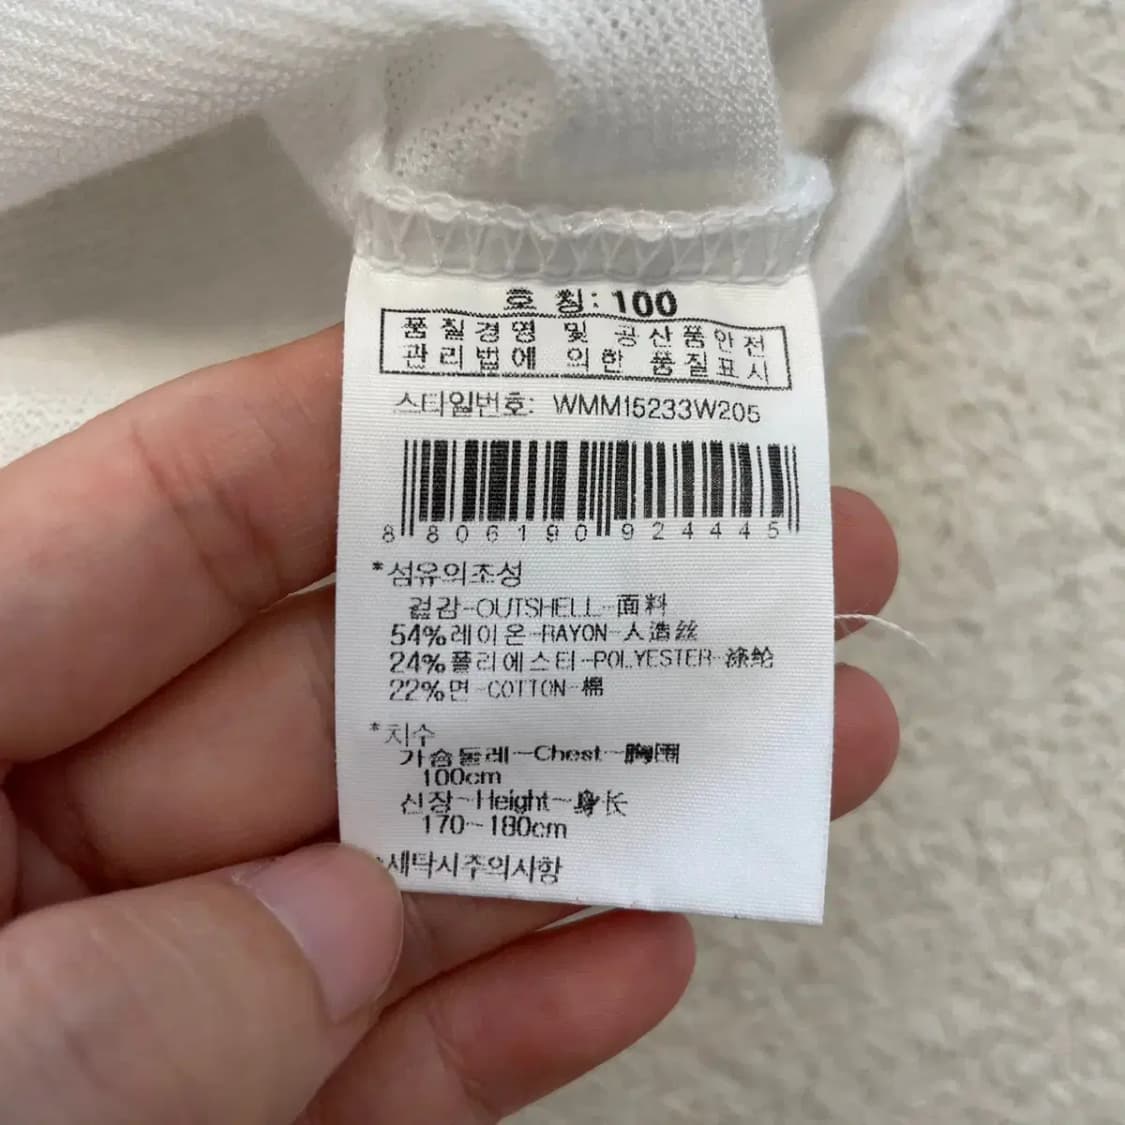 호 칭: 100
품질경영 및 공산품안전
관리법에 의한 품질표시
스타일번호: WMM15233W205
8 806190 924445
*섬유의조성
겉감-OUTSHELL-面料
54%레이온-RAYON-人造丝
24%폴리에스터-POLYESTER-涤纶
22%면-COTTON-棉
*치수
가슴둘레-Chest-胸围
100cm
신장-Height-身长
170~180cm
*세탁시주의사항